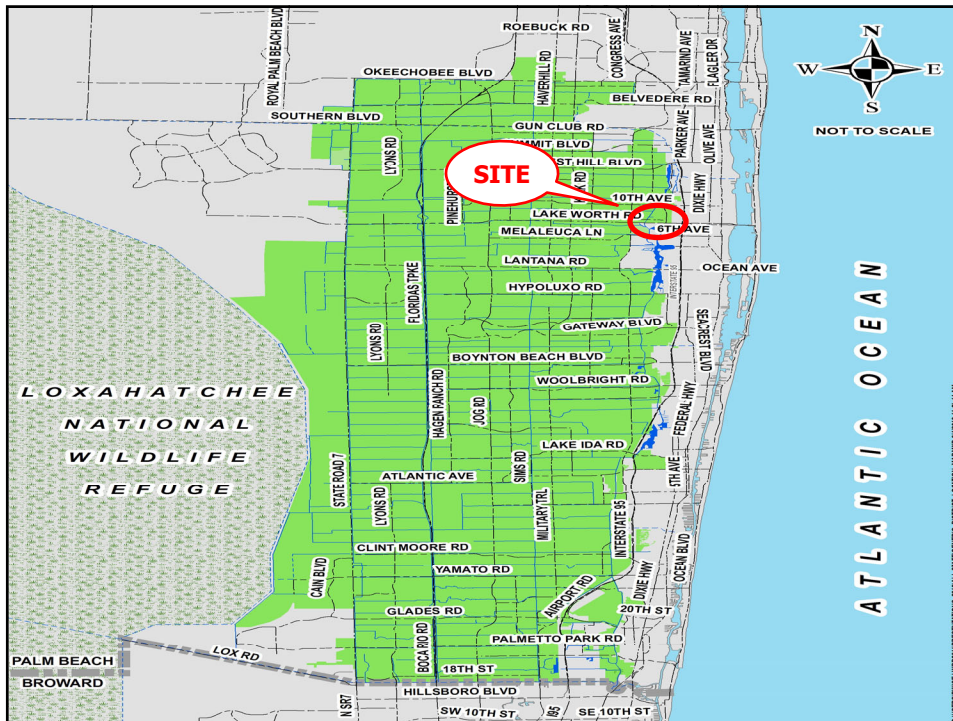 ROEBUCK RD
ROYAL PALM BEACH BLVD
CONGRESS AVE
TAMARIND AVE
FLAGLER DR
N
W
E
S
NOT TO SCALE
OKEECHOBEE BLVD
HAVERHILL RD
BELVEDERE RD
SOUTHERN BLVD
GUN CLUB RD
PARKER AVE
OLIVE AVE
LYONS RD
SITE
10TH AVE
DIXIE HWY
LAKE WORTH RD
6TH AVE
MELALEUCA LN
LANTANA RD
OCEAN AVE
FLORIDAS TPKE
HYPOLUXO RD
INTERSTATE 95
GATEWAY BLVD
SEACREST BLVD
LYONS RD
BOYNTON BEACH BLVD
WOOLBRIGHT RD
HAGEN RANCH RD
JOG RD
FEDERAL HWY
LOXAHATCHEE
NATIONAL
WILDLIFE
REFUGE
ATLANTIC OCEAN
LAKE IDA RD
STATE ROAD 7
ATLANTIC AVE
SIMS RD
LYONS RD
MILITARY TRL
INTERSTATE 95
CLINT MOORE RD
OCEAN BLVD
YAMATO RD
CAIN BLVD
AIRPORT RD
DIXIE HWY
GLADES RD
20TH ST
BOCA RIO RD
PALMETTO PARK RD
LOX RD
PALM BEACH
BROWARD
18TH ST
HILLSBORO BLVD
N SR7
SW 10TH ST
I95
SE 10TH ST